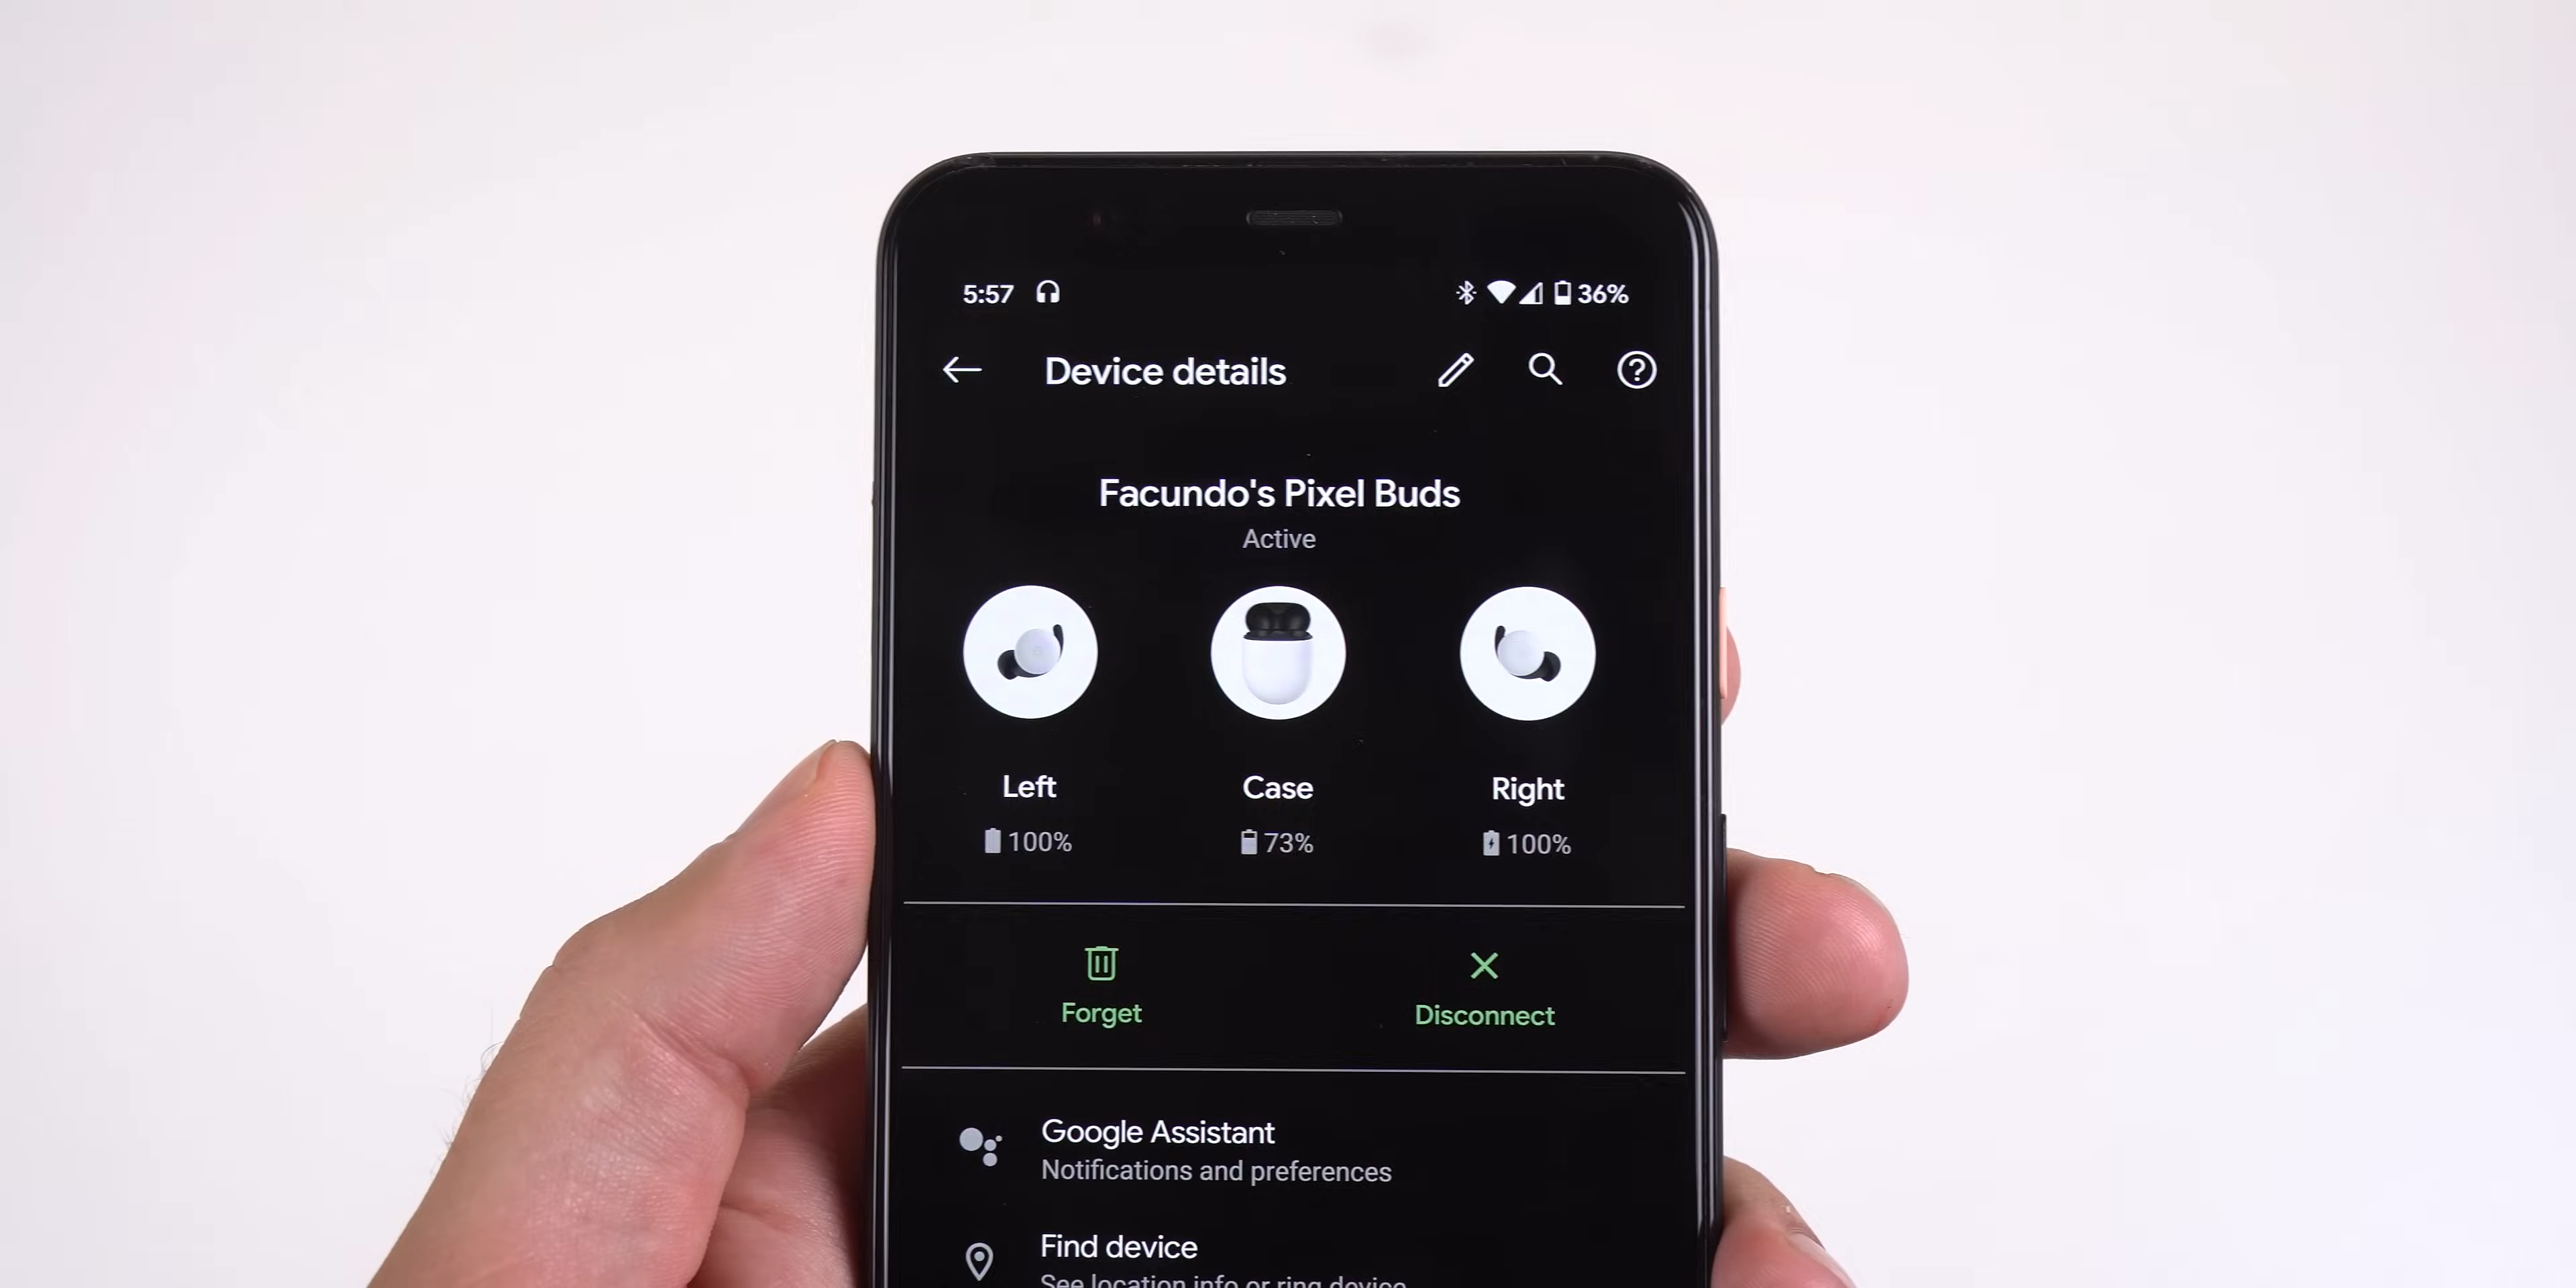 5:57 36%
Device details
Facundo's Pixel Buds
Active
Left Case Right
100% 73% 100%
Forget Disconnect
Google Assistant
Notifications and preferences
Find device
See location info or ring device